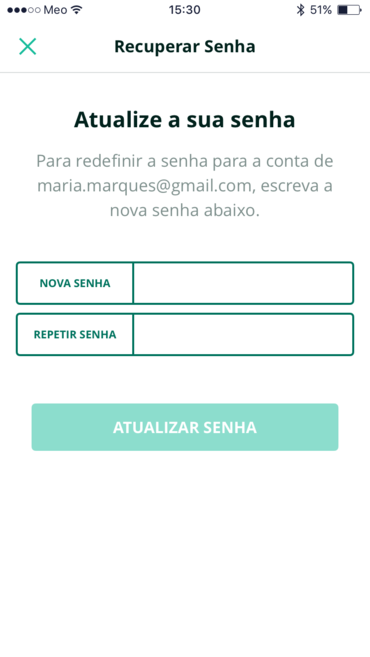 Meo 15:30 51%
Recuperar Senha
Atualize a sua senha
Para redefinir a senha para a conta de
maria.marques@gmail.com, escreva a
nova senha abaixo.
NOVA SENHA
REPETIR SENHA
ATUALIZAR SENHA